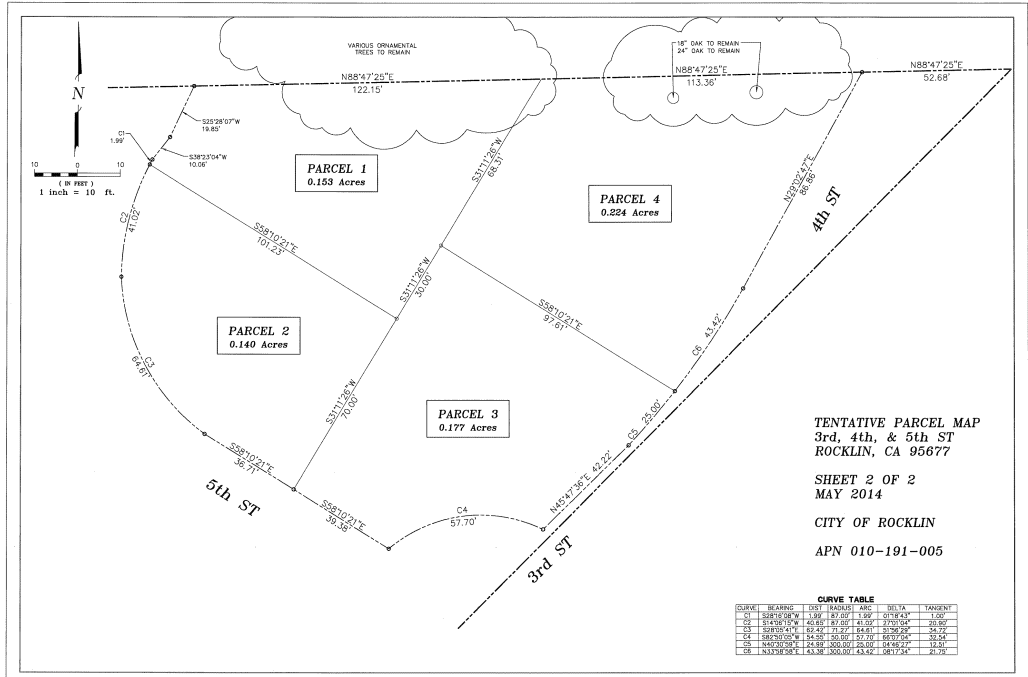 VARIOUS ORNAMENTAL
TREES TO REMAIN
18" OAK TO REMAIN
24" OAK TO REMAIN
N88°47'25"E
122.15'
N88°47'25"E
113.36'
N88°47'25"E
52.68'
N
S25°28'07"W
19.85'
C1
1.99'
S38°23'04"W
10.06'
10 0 10
( IN FEET )
1 inch = 10 ft.
PARCEL 1
0.153 Acres
S31°11'26"W
68.31'
PARCEL 4
0.224 Acres
N29°02'47"E
86.86'
4th ST
C2
41.02'
S58°10'21"E
101.23'
S31°11'26"W
30.00'
S58°10'21"E
97.61'
C6 43.42'
PARCEL 2
0.140 Acres
C3
64.61'
S31°11'26"W
70.00'
PARCEL 3
0.177 Acres
C5 25.00'
S58°10'21"E
36.71'
N45°47'36"E 42.22'
5th ST
S58°10'21"E
39.38'
C4
57.70'
3rd ST
TENTATIVE PARCEL MAP
3rd, 4th, & 5th ST
ROCKLIN, CA 95677
SHEET 2 OF 2
MAY 2014
CITY OF ROCKLIN
APN 010-191-005
CURVE TABLE
CURVE BEARING DIST RADIUS ARC DELTA TANGENT
C1 S28°16'08"W 1.99' 87.00' 1.99' 01°18'43" 1.00'
C2 S14°06'15"W 40.65' 87.00' 41.02' 27°01'04" 20.90'
C3 S28°05'41"E 62.42' 71.27' 64.61' 51°56'29" 34.72'
C4 S82°50'05"W 54.55' 50.00' 57.70' 66°07'04" 32.54'
C5 N40°30'59"E 24.99' 300.00' 25.00' 04°46'27" 12.51'
C6 N33°58'58"E 43.38' 300.00' 43.42' 08°17'34" 21.75'